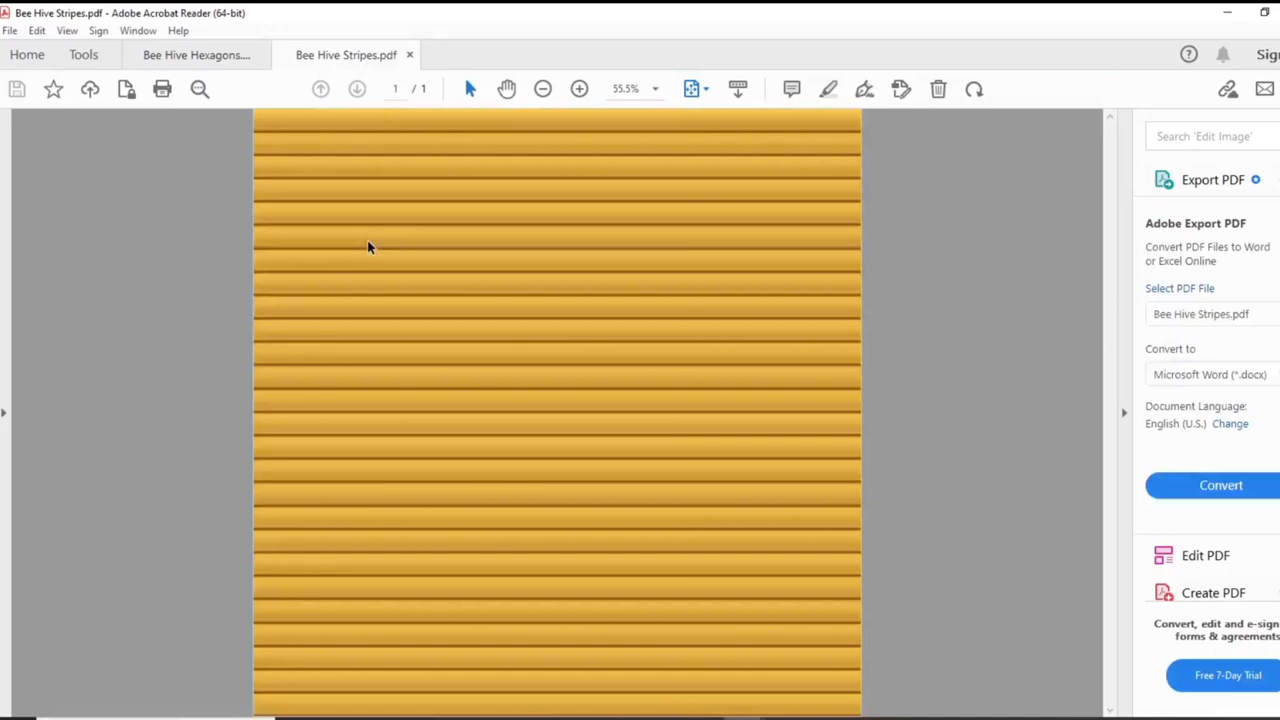 Bee Hive Stripes.pdf - Adobe Acrobat Reader (64-bit)
File Edit View Sign Window Help
Home Tools Bee Hive Hexagons.... Bee Hive Stripes.pdf
1 / 1 55.5%
Search 'Edit Image'
Export PDF
Adobe Export PDF
Convert PDF Files to Word
or Excel Online
Select PDF File
Bee Hive Stripes.pdf
Convert to
Microsoft Word (*.docx)
Document Language:
English (U.S.) Change
Convert
Edit PDF
Create PDF
Convert, edit and e-sign
forms & agreements
Free 7-Day Trial